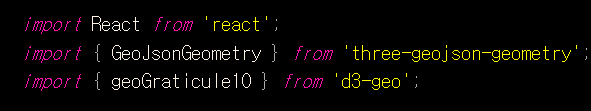 import React from 'react';
import { GeoJsonGeometry } from 'three-geojson-geometry';
import { geoGraticule10 } from 'd3-geo';